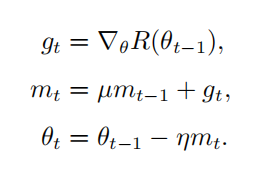 g_t = ∇_θ R(θ_{t−1}),
m_t = μm_{t−1} + g_t,
θ_t = θ_{t−1} − ηm_t.